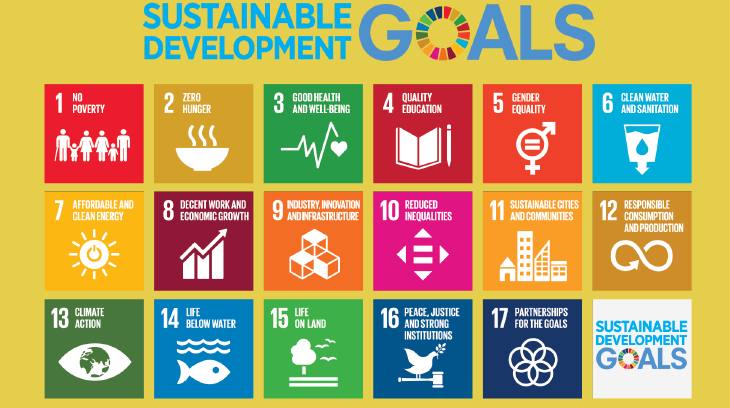 SUSTAINABLE
DEVELOPMENT
GOALS
1 NO
POVERTY
2 ZERO
HUNGER
3 GOOD HEALTH
AND WELL-BEING
4 QUALITY
EDUCATION
5 GENDER
EQUALITY
6 CLEAN WATER
AND SANITATION
7 AFFORDABLE AND
CLEAN ENERGY
8 DECENT WORK AND
ECONOMIC GROWTH
9 INDUSTRY, INNOVATION
AND INFRASTRUCTURE
10 REDUCED
INEQUALITIES
11 SUSTAINABLE CITIES
AND COMMUNITIES
12 RESPONSIBLE
CONSUMPTION
AND PRODUCTION
13 CLIMATE
ACTION
14 LIFE
BELOW WATER
15 LIFE
ON LAND
16 PEACE, JUSTICE
AND STRONG
INSTITUTIONS
17 PARTNERSHIPS
FOR THE GOALS
SUSTAINABLE
DEVELOPMENT
GOALS